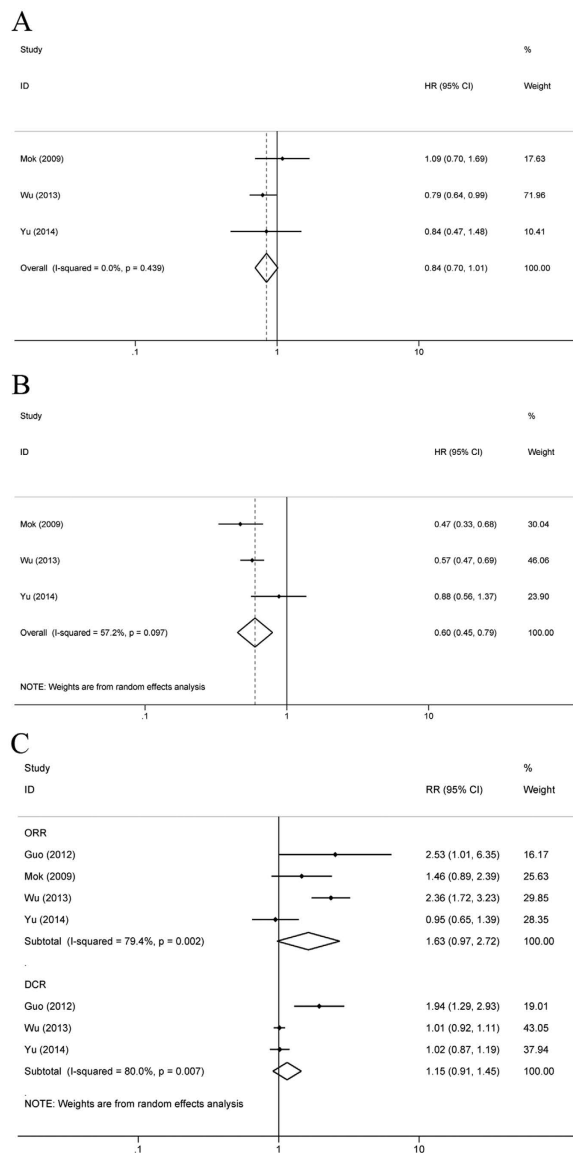 A
Study %
ID HR (95% CI) Weight
Mok (2009) 1.09 (0.70, 1.69) 17.63
Wu (2013) 0.79 (0.64, 0.99) 71.96
Yu (2014) 0.84 (0.47, 1.48) 10.41
Overall (I-squared = 0.0%, p = 0.439) 0.84 (0.70, 1.01) 100.00
.1 1 10
B
Study %
ID HR (95% CI) Weight
Mok (2009) 0.47 (0.33, 0.68) 30.04
Wu (2013) 0.57 (0.47, 0.69) 46.06
Yu (2014) 0.88 (0.56, 1.37) 23.90
Overall (I-squared = 57.2%, p = 0.097) 0.60 (0.45, 0.79) 100.00
NOTE: Weights are from random effects analysis
.1 1 10
C
Study %
ID RR (95% CI) Weight
ORR
Guo (2012) 2.53 (1.01, 6.35) 16.17
Mok (2009) 1.46 (0.89, 2.39) 25.63
Wu (2013) 2.36 (1.72, 3.23) 29.85
Yu (2014) 0.95 (0.65, 1.39) 28.35
Subtotal (I-squared = 79.4%, p = 0.002) 1.63 (0.97, 2.72) 100.00
.
DCR
Guo (2012) 1.94 (1.29, 2.93) 19.01
Wu (2013) 1.01 (0.92, 1.11) 43.05
Yu (2014) 1.02 (0.87, 1.19) 37.94
Subtotal (I-squared = 80.0%, p = 0.007) 1.15 (0.91, 1.45) 100.00
.
NOTE: Weights are from random effects analysis
.1 1 10